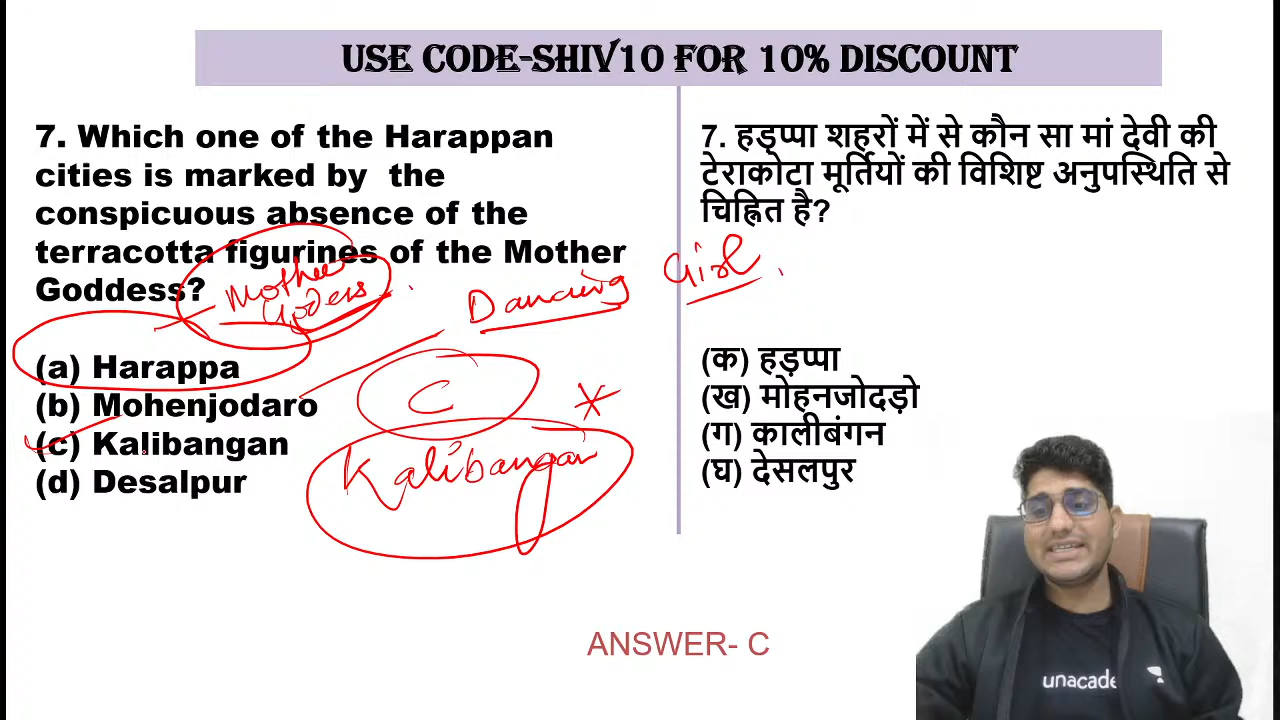 USE CODE-SHIV10 FOR 10% DISCOUNT
7. Which one of the Harappan
cities is marked by the
conspicuous absence of the
terracotta figurines of the Mother
Goddess?
Mother
Godess
Dancing Girl
(a) Harappa
(b) Mohenjodaro
(c) Kalibangan
(d) Desalpur
C
Kalibangan
7. हड़प्पा शहरों में से कौन सा मां देवी की
टेराकोटा मूर्तियों की विशिष्ट अनुपस्थिति से
चिह्नित है?
(क) हड़प्पा
(ख) मोहनजोदड़ो
(ग) कालीबंगन
(घ) देसलपुर
ANSWER- C
unacade